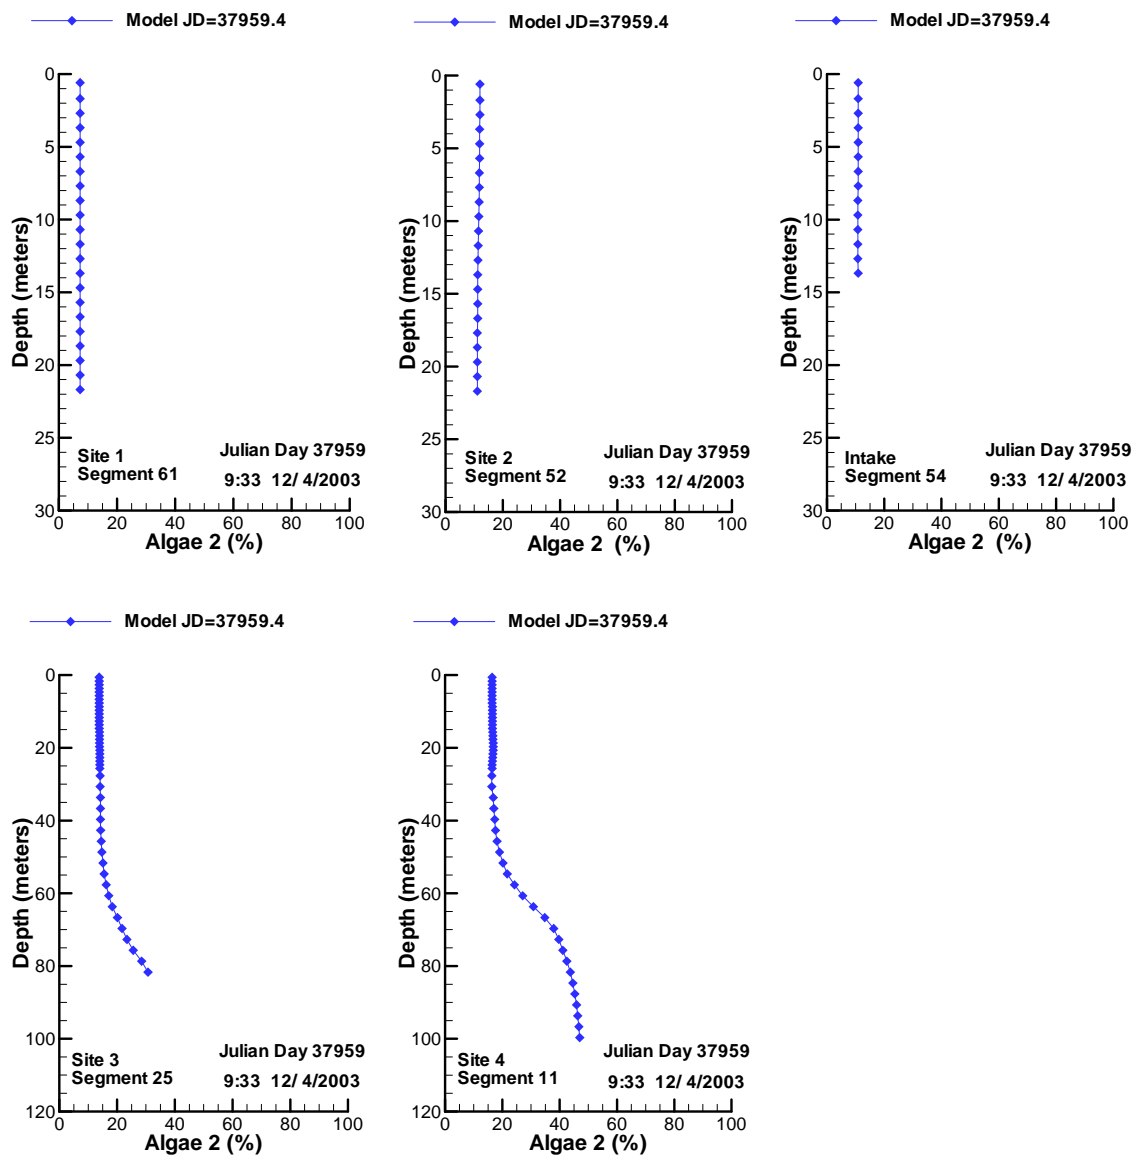 Model JD=37959.4
0
5
10
15
20
25
30
Depth (meters)
Site 1
Segment 61
Julian Day 37959
9:33 12/ 4/2003
0 20 40 60 80 100
Algae 2 (%)
Model JD=37959.4
0
5
10
15
20
25
30
Depth (meters)
Site 2
Segment 52
Julian Day 37959
9:33 12/ 4/2003
0 20 40 60 80 100
Algae 2 (%)
Model JD=37959.4
0
5
10
15
20
25
30
Depth (meters)
Intake
Segment 54
Julian Day 37959
9:33 12/ 4/2003
0 20 40 60 80 100
Algae 2 (%)
Model JD=37959.4
0
20
40
60
80
100
120
Depth (meters)
Site 3
Segment 25
Julian Day 37959
9:33 12/ 4/2003
0 20 40 60 80 100
Algae 2 (%)
Model JD=37959.4
0
20
40
60
80
100
120
Depth (meters)
Site 4
Segment 11
Julian Day 37959
9:33 12/ 4/2003
0 20 40 60 80 100
Algae 2 (%)